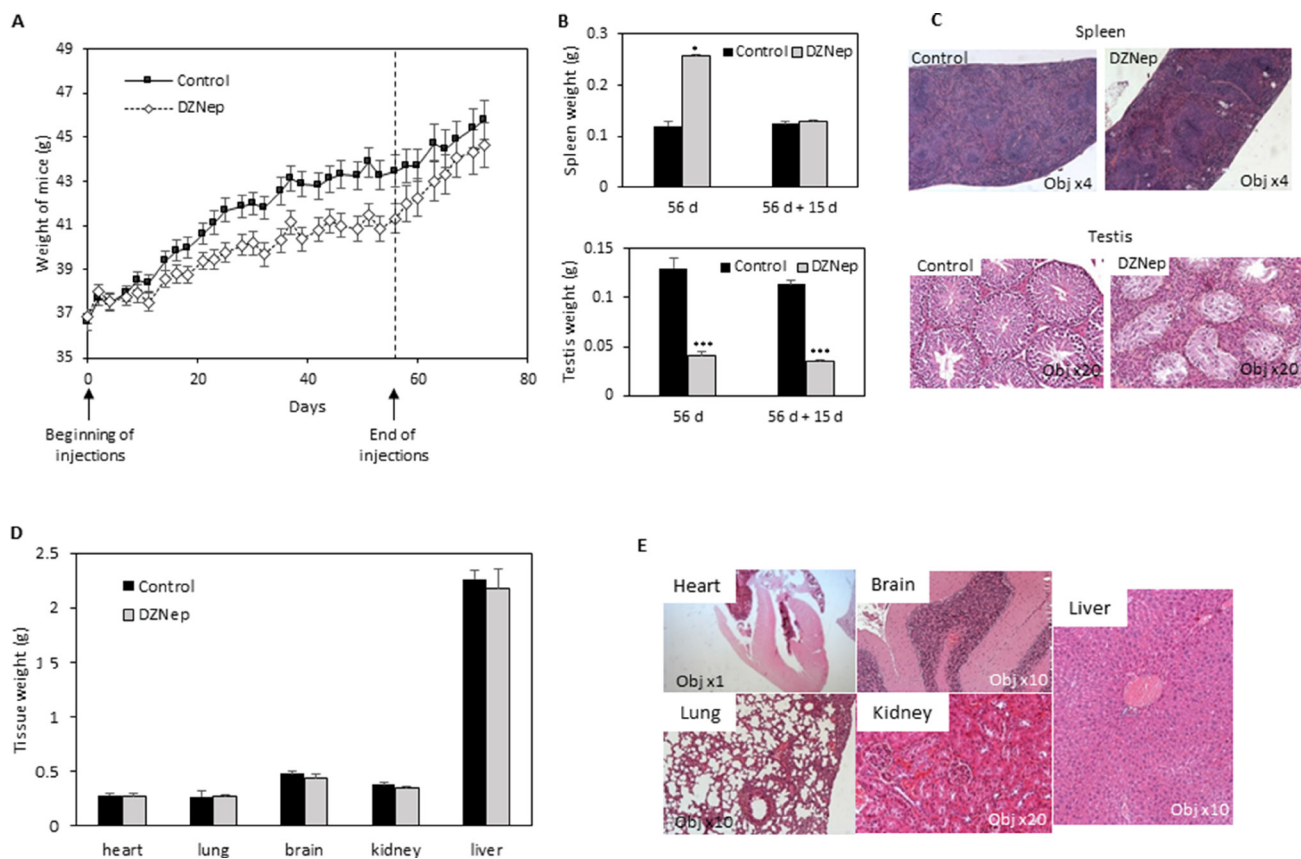 A
49
47
45
43
41
39
37
35
Weight of mice (g)
Control
DZNep
0
20
40
60
80
Days
Beginning of
injections
End of
injections
B
0.3
0.2
0.1
0
Spleen weight (g)
Control
DZNep
*
56 d
56 d + 15 d
0.15
0.1
0.05
0
Testis weight (g)
Control
DZNep
***
***
56 d
56 d + 15 d
C
Spleen
Control
Obj x4
DZNep
Obj x4
Testis
Control
Obj x20
DZNep
Obj x20
D
2.5
2
1.5
1
0.5
0
Tissue weight (g)
Control
DZNep
heart
lung
brain
kidney
liver
E
Heart
Obj x1
Brain
Obj x10
Liver
Obj x10
Lung
Obj x10
Kidney
Obj x20